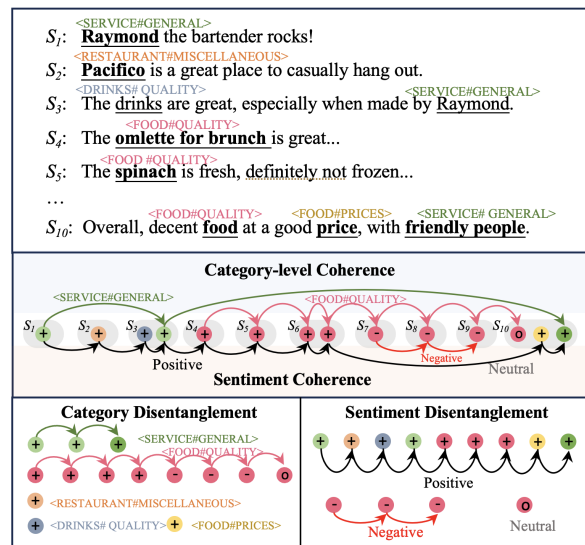 <SERVICE#GENERAL>
S1: Raymond the bartender rocks!
<RESTAURANT#MISCELLANEOUS>
S2: Pacifico is a great place to casually hang out.
<DRINKS# QUALITY> <SERVICE#GENERAL>
S3: The drinks are great, especially when made by Raymond.
<FOOD#QUALITY>
S4: The omlette for brunch is great...
<FOOD #QUALITY>
S5: The spinach is fresh, definitely not frozen...
...
<FOOD#QUALITY> <FOOD#PRICES> <SERVICE# GENERAL>
S10: Overall, decent food at a good price, with friendly people.
Category-level Coherence
<SERVICE#GENERAL> <FOOD#QUALITY>
S1 S2 S3 S4 S5 S6 S7 S8 S9 S10
+ + + + + + + + - - - o + +
Positive Negative Neutral
Sentiment Coherence
Category Disentanglement
+ + +
<SERVICE#GENERAL>
<FOOD#QUALITY>
+ + + + - - - o
+ <RESTAURANT#MISCELLANEOUS>
+ <DRINKS# QUALITY> + <FOOD#PRICES>
Sentiment Disentanglement
+ + + + + + + + +
Positive
- - - o
Negative Neutral